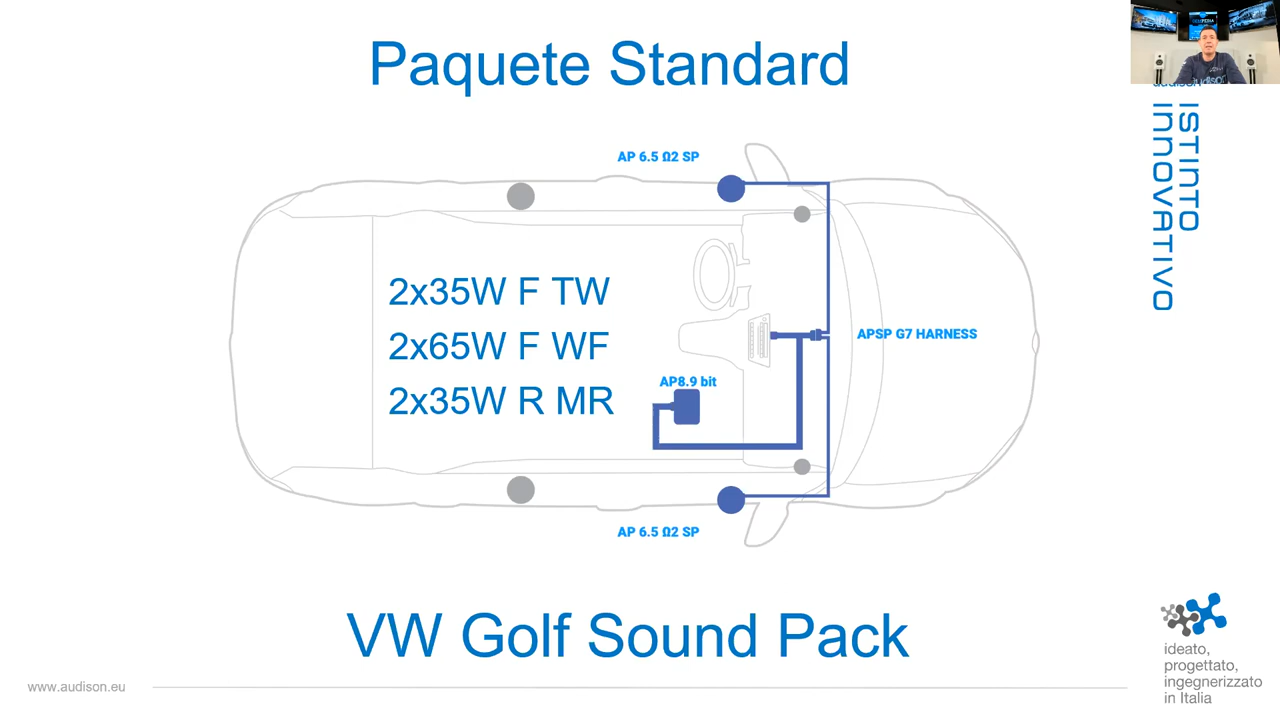 Paquete Standard
audison
ISTINTO
INNOVATIVO
AP 6.5 Ω2 SP
2x35W F TW
2x65W F WF
2x35W R MR
APSP G7 HARNESS
AP8.9 bit
AP 6.5 Ω2 SP
VW Golf Sound Pack
ideato,
progettato,
ingegnerizzato
in Italia
www.audison.eu